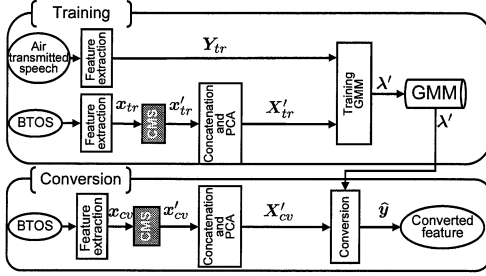 Training
Air
transmitted
speech
Feature
extraction
Y_tr
Training
GMM
λ′
GMM
BTOS
Feature
extraction
x_tr
CMS
x′_tr
Concatenation
and
PCA
X′_tr
λ′
Conversion
BTOS
Feature
extraction
x_cv
CMS
x′_cv
Concatenation
and
PCA
X′_cv
Conversion
ŷ
Converted
feature